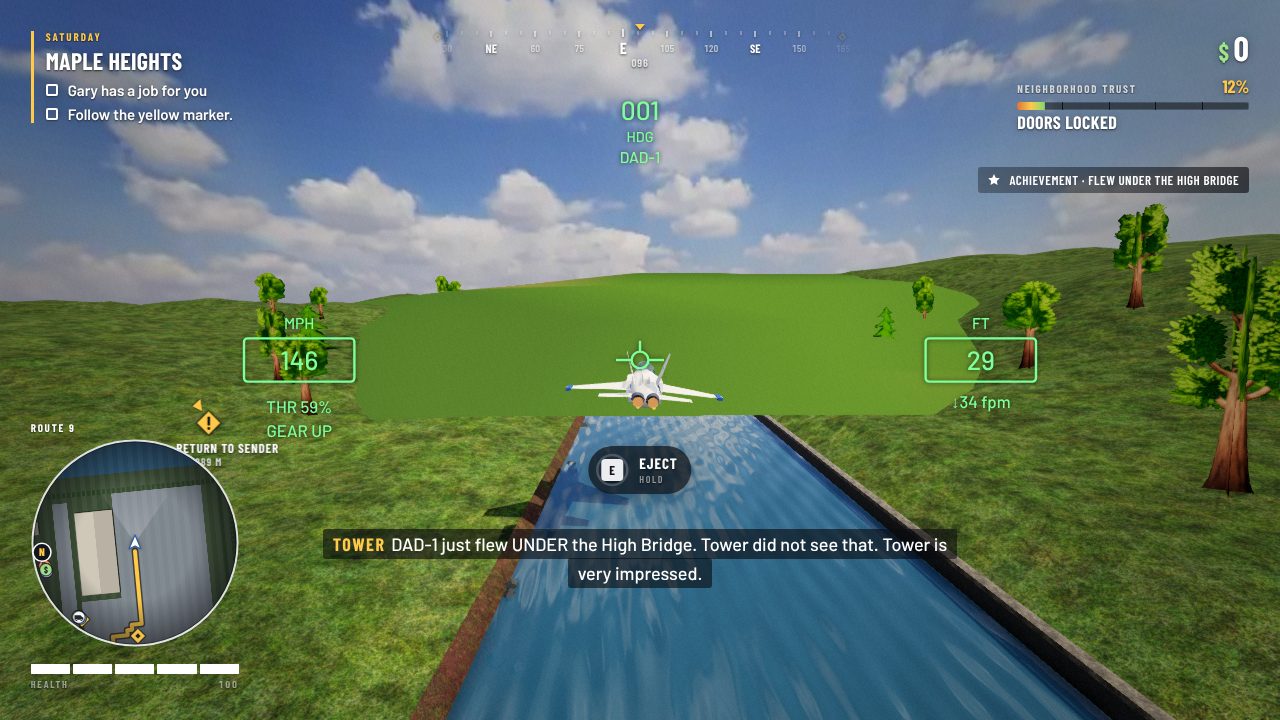 SATURDAY
MAPLE HEIGHTS
Gary has a job for you
Follow the yellow marker.
30 NE 60 75 E 105 120 SE 150 165
096
001
HDG
DAD-1
$0
NEIGHBORHOOD TRUST 12%
DOORS LOCKED
ACHIEVEMENT · FLEW UNDER THE HIGH BRIDGE
MPH
146
THR 59%
GEAR UP
FT
29
↓34 fpm
ROUTE 9
RETURN TO SENDER
M
E EJECT
HOLD
TOWER DAD-1 just flew UNDER the High Bridge. Tower did not see that. Tower is
very impressed.
N
$
HEALTH 100